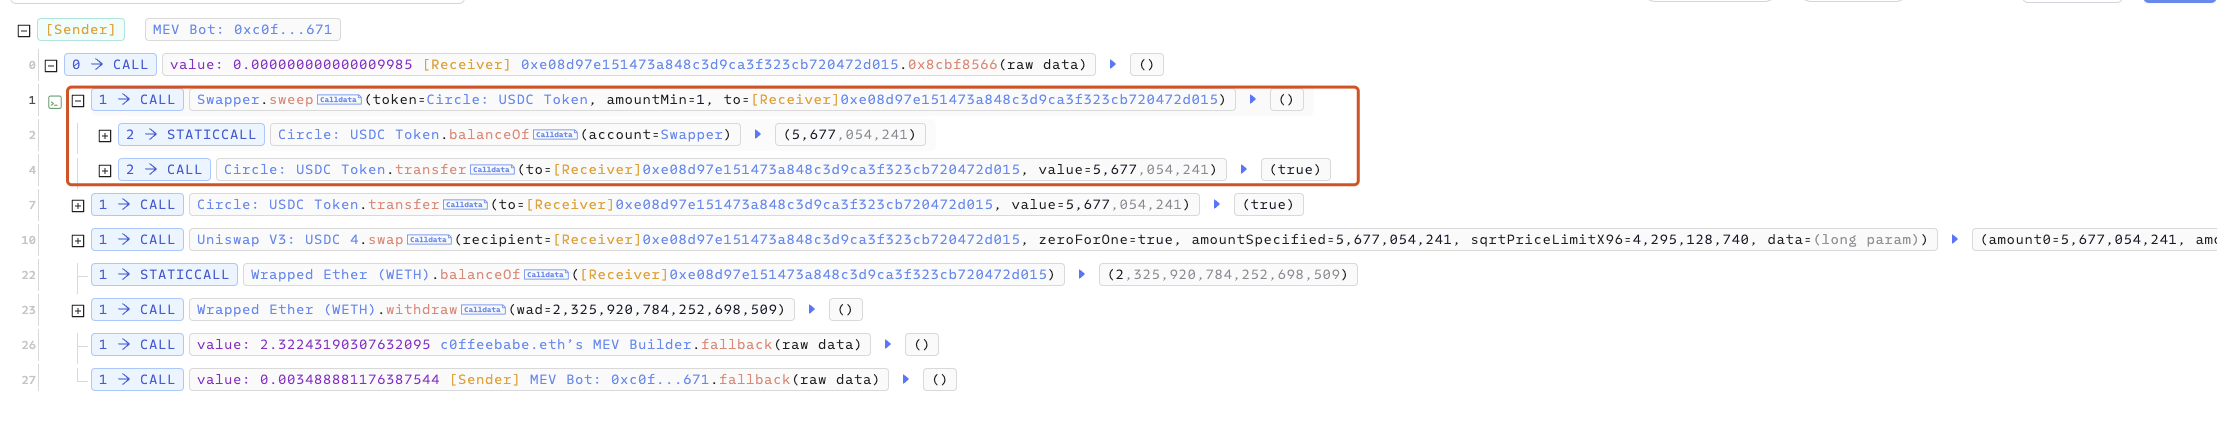 [Sender] MEV Bot: 0xc0f...671
0 0 → CALL value: 0.000000000000009985 [Receiver] 0xe08d97e151473a848c3d9ca3f323cb720472d015.0x8cbf8566(raw data) ()
1 1 → CALL Swapper.sweep Calldata (token=Circle: USDC Token, amountMin=1, to=[Receiver]0xe08d97e151473a848c3d9ca3f323cb720472d015) ()
2 2 → STATICCALL Circle: USDC Token.balanceOf Calldata (account=Swapper) (5,677,054,241)
4 2 → CALL Circle: USDC Token.transfer Calldata (to=[Receiver]0xe08d97e151473a848c3d9ca3f323cb720472d015, value=5,677,054,241) (true)
7 1 → CALL Circle: USDC Token.transfer Calldata (to=[Receiver]0xe08d97e151473a848c3d9ca3f323cb720472d015, value=5,677,054,241) (true)
10 1 → CALL Uniswap V3: USDC 4.swap Calldata (recipient=[Receiver]0xe08d97e151473a848c3d9ca3f323cb720472d015, zeroForOne=true, amountSpecified=5,677,054,241, sqrtPriceLimitX96=4,295,128,740, data=(long param)) (amount0=5,677,054,241, amo
22 1 → STATICCALL Wrapped Ether (WETH).balanceOf Calldata ([Receiver]0xe08d97e151473a848c3d9ca3f323cb720472d015) (2,325,920,784,252,698,509)
23 1 → CALL Wrapped Ether (WETH).withdraw Calldata (wad=2,325,920,784,252,698,509) ()
26 1 → CALL value: 2.32243190307632095 c0ffeebabe.eth’s MEV Builder.fallback(raw data) ()
27 1 → CALL value: 0.003488881176387544 [Sender] MEV Bot: 0xc0f...671.fallback(raw data) ()